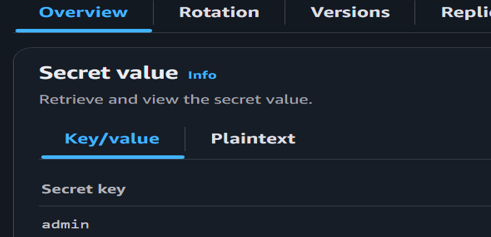 Overview Rotation Versions
Secret value Info
Retrieve and view the secret value.
Key/value Plaintext
Secret key
admin